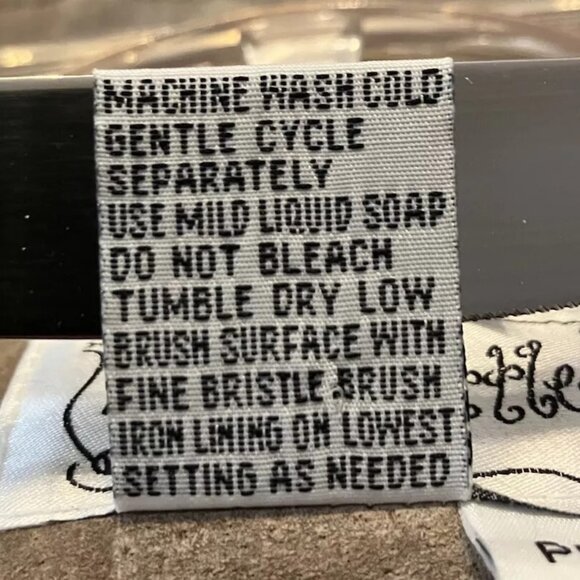 MACHINE WASH COLD
GENTLE CYCLE
SEPARATELY
USE MILD LIQUID SOAP
DO NOT BLEACH
TUMBLE DRY LOW
BRUSH SURFACE WITH
FINE BRISTLE BRUSH
IRON LINING ON LOWEST
SETTING AS NEEDED